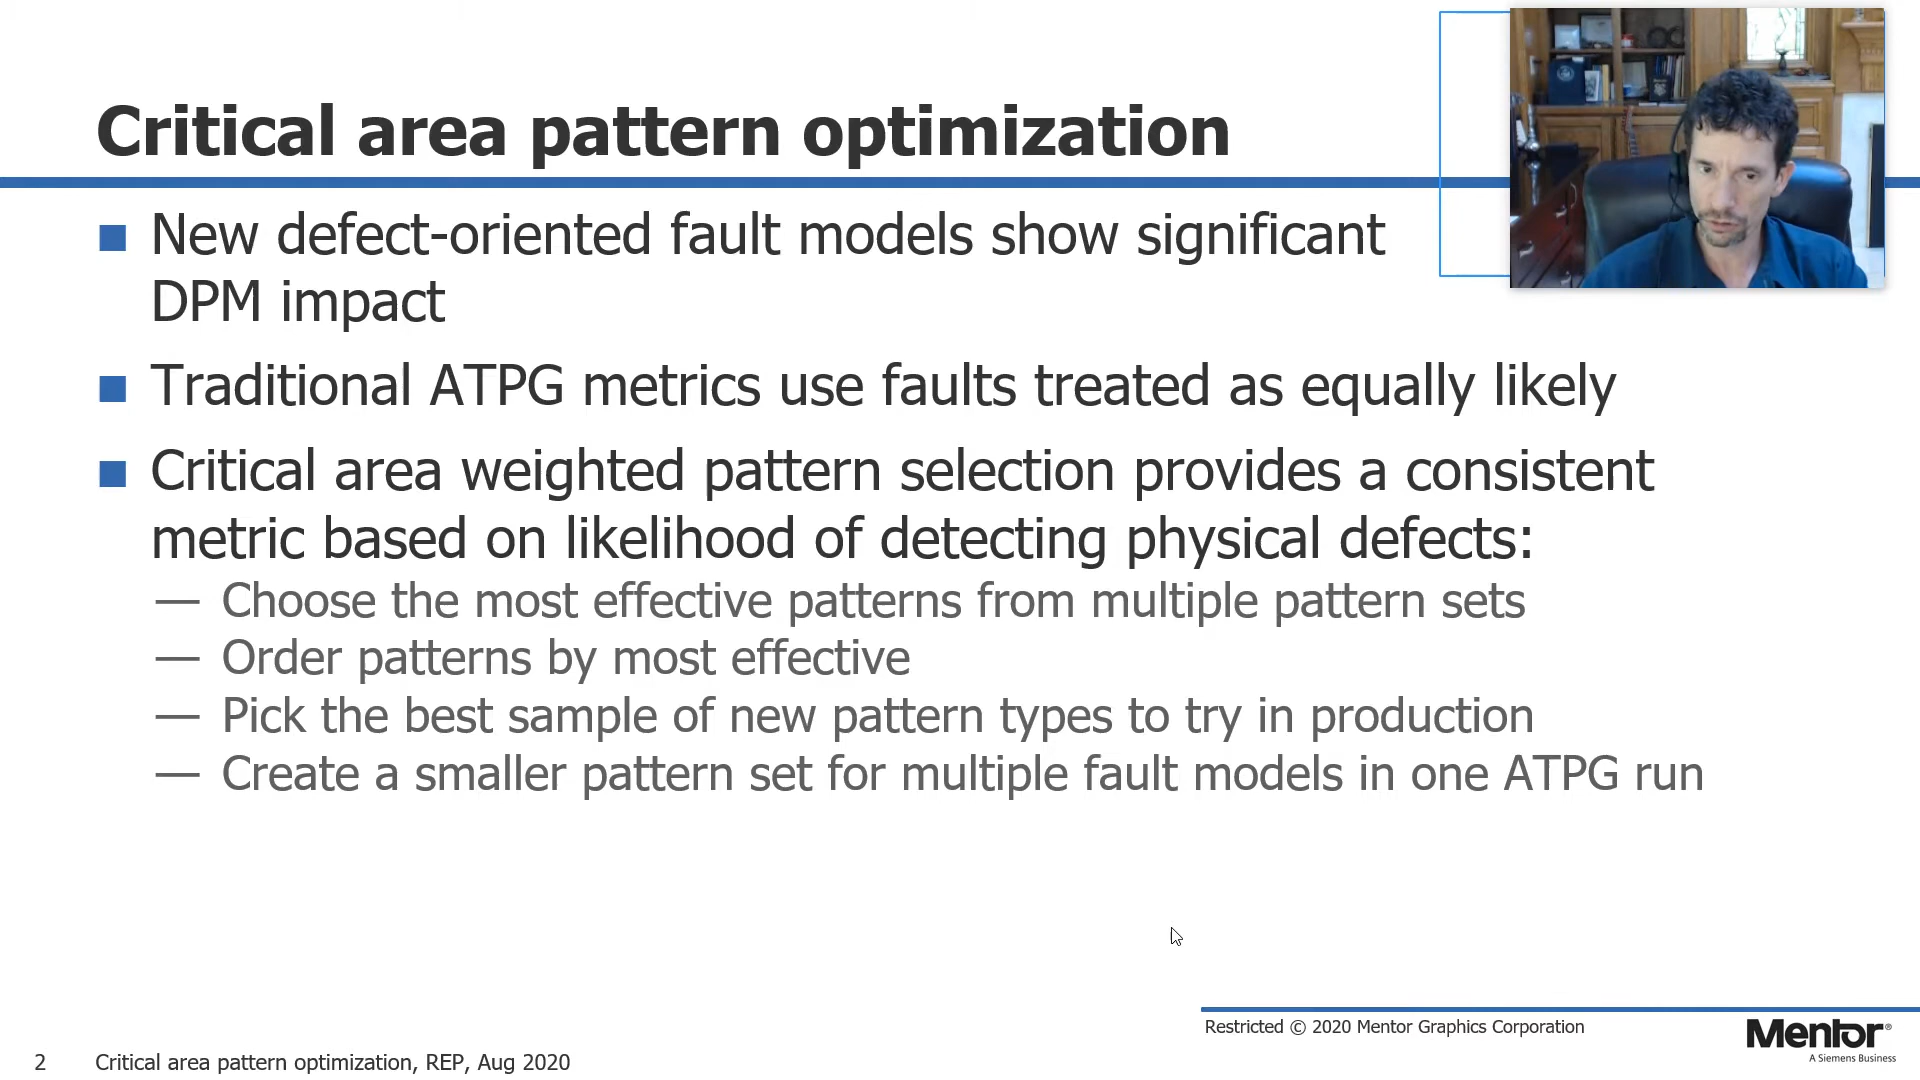 Critical area pattern optimization
New defect-oriented fault models show significant
DPM impact
Traditional ATPG metrics use faults treated as equally likely
Critical area weighted pattern selection provides a consistent
metric based on likelihood of detecting physical defects:
— Choose the most effective patterns from multiple pattern sets
— Order patterns by most effective
— Pick the best sample of new pattern types to try in production
— Create a smaller pattern set for multiple fault models in one ATPG run
Restricted © 2020 Mentor Graphics Corporation
Mentor®
A Siemens Business
2 Critical area pattern optimization, REP, Aug 2020